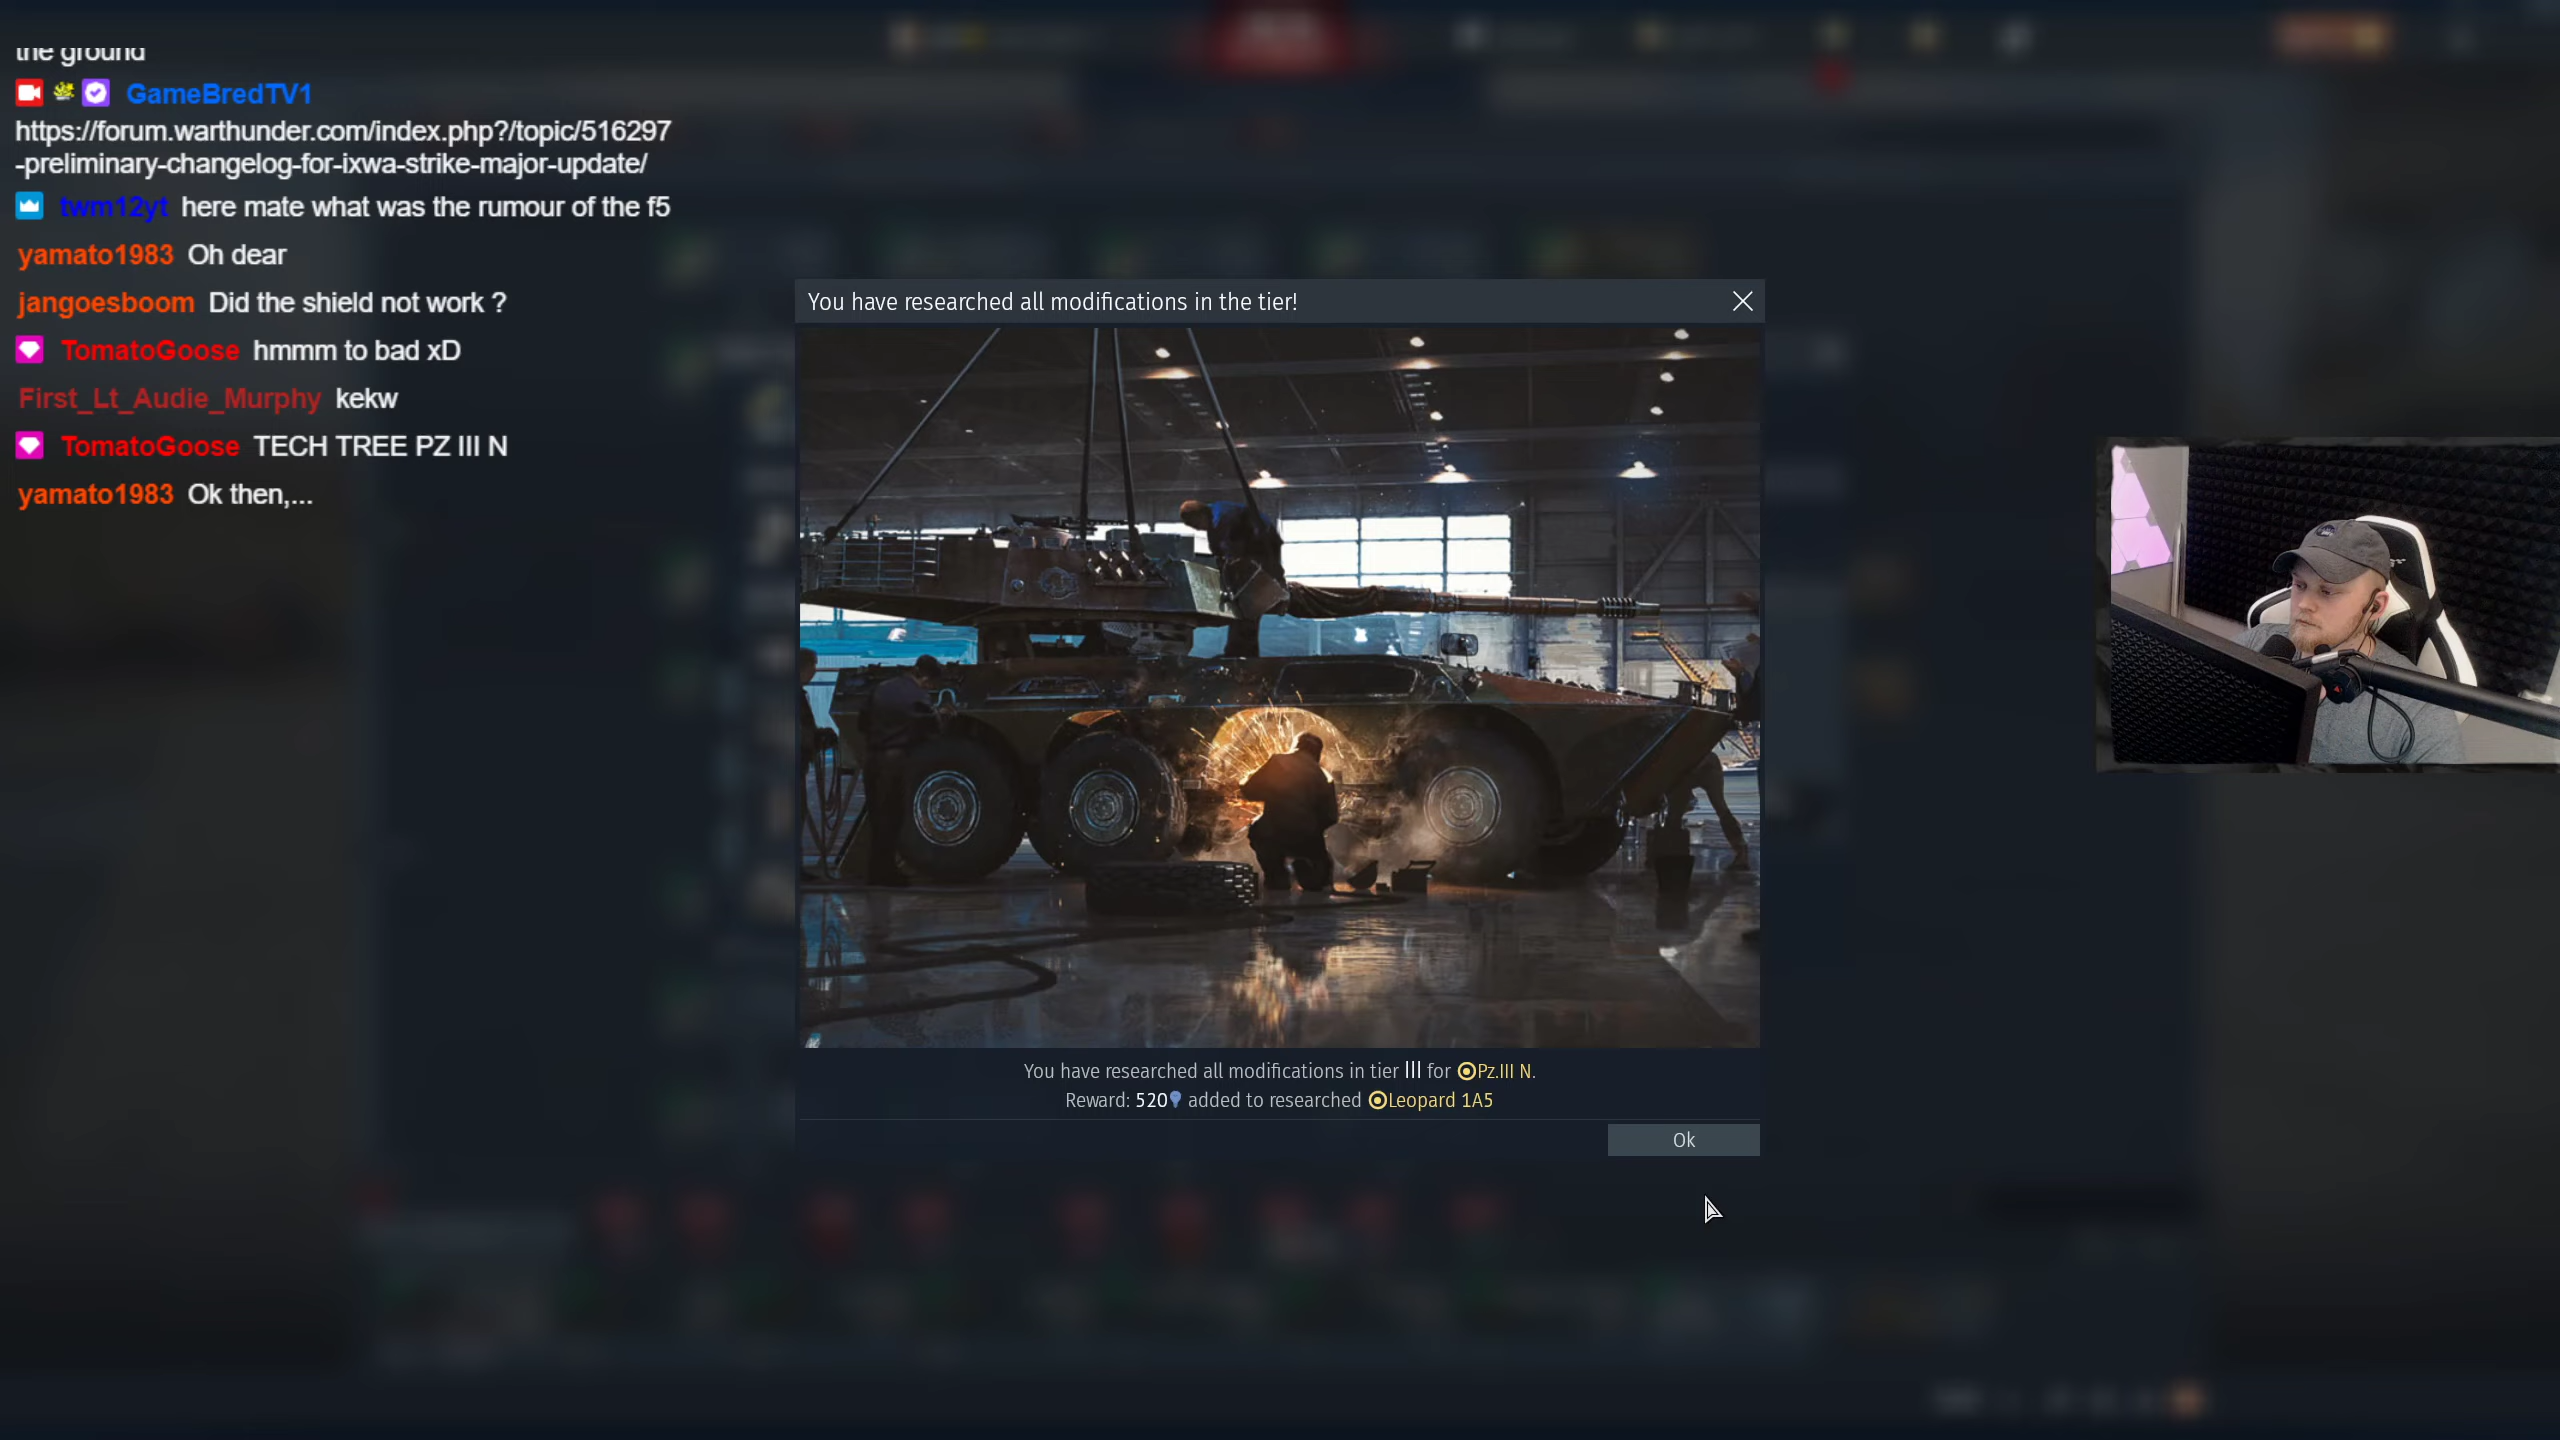 the ground
GameBredTV1
https://forum.warthunder.com/index.php?/topic/516297
-preliminary-changelog-for-ixwa-strike-major-update/
twm12yt here mate what was the rumour of the f5
yamato1983 Oh dear
jangoesboom Did the shield not work ?
TomatoGoose hmmm to bad xD
First_Lt_Audie_Murphy kekw
TomatoGoose TECH TREE PZ III N
yamato1983 Ok then,...
You have researched all modifications in the tier!
You have researched all modifications in tier III for Pz.III N.
Reward: 520 added to researched Leopard 1A5
Ok